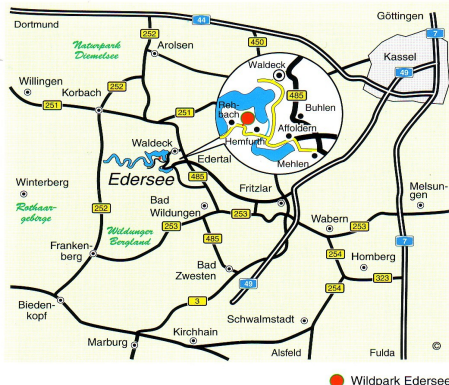 Dortmund
44
Göttingen
7
252
450
Naturpark
Diemelsee
Arolsen
Waldeck
Kassel
49
Willingen
252
485
Korbach
Reh-
bach
Buhlen
251
251
Affoldern
Hemfurth
Waldeck
Mehlen
Edertal
Edersee
485
Fritzlar
Melsun-
gen
Winterberg
Rothaar-
gebirge
252
Bad
Wildungen
253
253
Wabern
253
Wildunger
Bergland
485
7
Franken-
berg
254
Homberg
Bad
Zwesten
323
49
254
Bieden-
kopf
3
Schwalmstadt
Kirchhain
Marburg
Alsfeld
Fulda
©
Wildpark Edersee